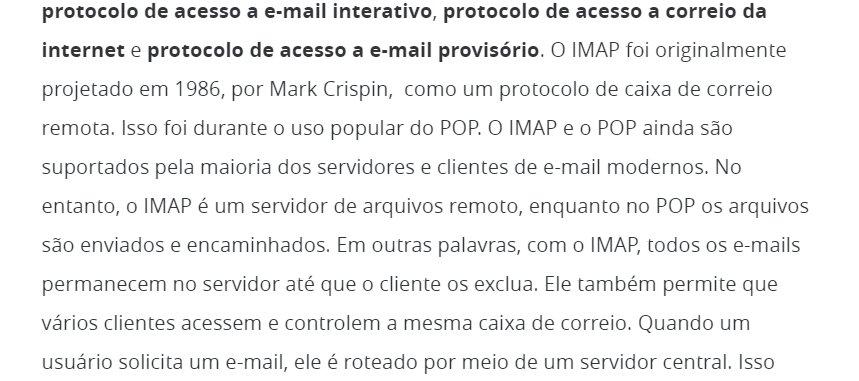 protocolo de acesso a e-mail interativo, protocolo de acesso a correio da
internet e protocolo de acesso a e-mail provisório. O IMAP foi originalmente
projetado em 1986, por Mark Crispin,  como um protocolo de caixa de correio
remota. Isso foi durante o uso popular do POP. O IMAP e o POP ainda são
suportados pela maioria dos servidores e clientes de e-mail modernos. No
entanto, o IMAP é um servidor de arquivos remoto, enquanto no POP os arquivos
são enviados e encaminhados. Em outras palavras, com o IMAP, todos os e-mails
permanecem no servidor até que o cliente os exclua. Ele também permite que
vários clientes acessem e controlem a mesma caixa de correio. Quando um
usuário solicita um e-mail, ele é roteado por meio de um servidor central. Isso